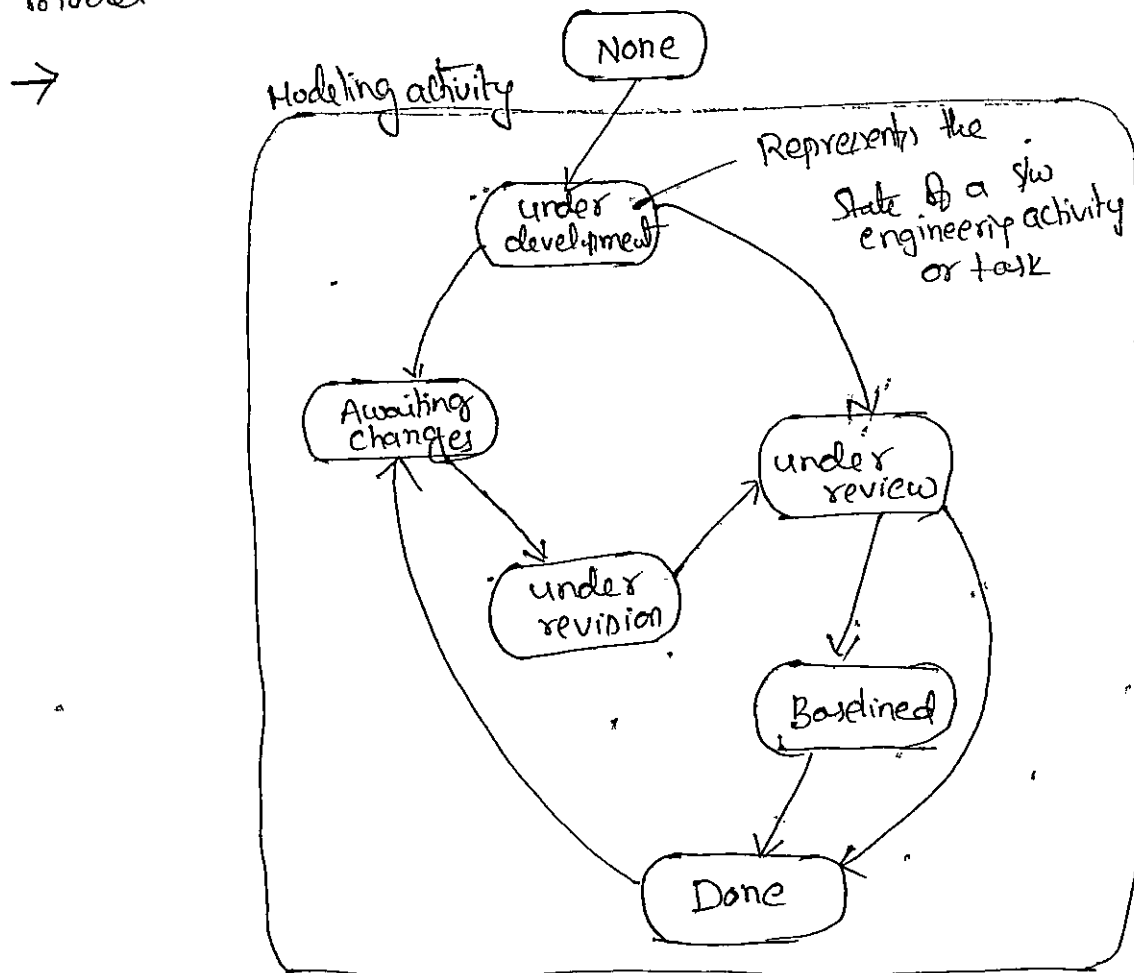 None
Modeling activity
Represents the
State of a s/w
engineerig activity
or task
under
development
Awaiting
changes
under
review
under
revision
Baselined
Done